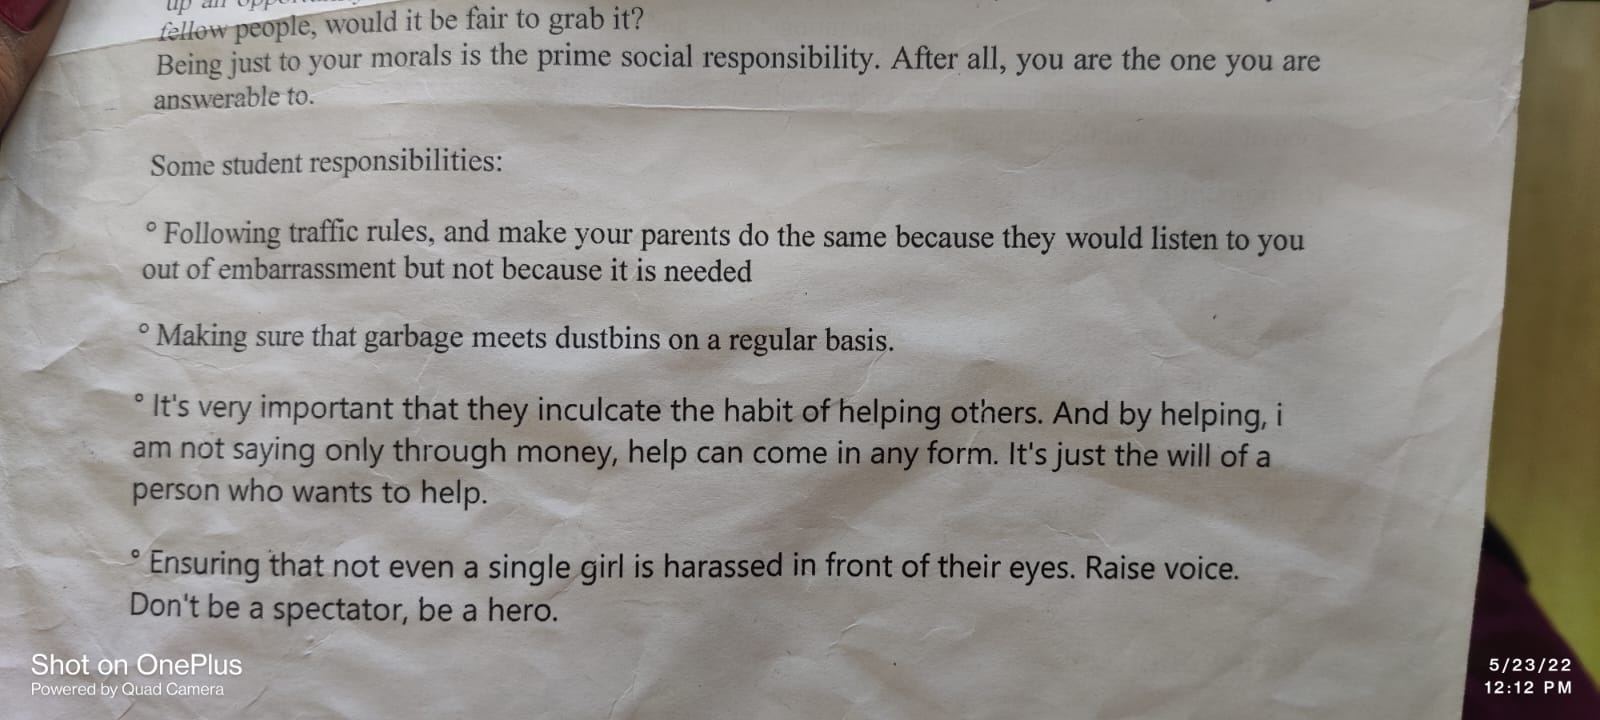 up an
fellow people, would it be fair to grab it?
Being just to your morals is the prime social responsibility. After all, you are the one you are
answerable to.
Some student responsibilities:
° Following traffic rules, and make your parents do the same because they would listen to you
out of embarrassment but not because it is needed
° Making sure that garbage meets dustbins on a regular basis.
° It's very important that they inculcate the habit of helping others. And by helping, i
am not saying only through money, help can come in any form. It's just the will of a
person who wants to help.
° Ensuring that not even a single girl is harassed in front of their eyes. Raise voice.
Don't be a spectator, be a hero.
Shot on OnePlus
Powered by Quad Camera
5/23/22
12:12 PM